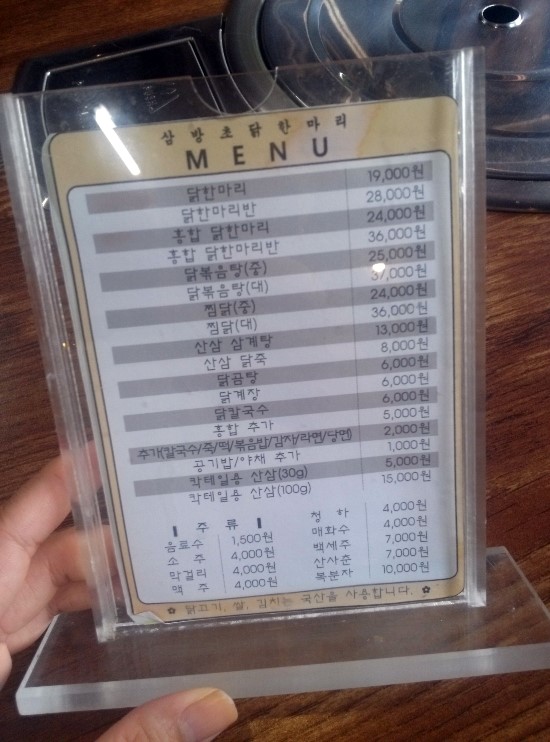 삼방초닭한마리
MENU
닭한마리 19,000원
닭한마리반 28,000원
홍합 닭한마리 24,000원
홍합 닭한마리반 36,000원
닭볶음탕(중) 25,000원
닭볶음탕(대) 37,000원
찜닭(중) 24,000원
찜닭(대) 36,000원
산삼 삼계탕 13,000원
산삼 닭죽 8,000원
닭곰탕 6,000원
닭계장 6,000원
닭칼국수 6,000원
홍합 추가 5,000원
추가(칼국수/죽/떡/볶음밥/감자/라면/당면) 2,000원
공기밥/야채 추가 1,000원
칵테일용 산삼(30g) 5,000원
칵테일용 산삼(100g) 15,000원
주 류
음료수 1,500원
소 주 4,000원
막걸리 4,000원
맥 주 4,000원
청 하 4,000원
매화수 4,000원
백세주 7,000원
산사춘 7,000원
복분자 10,000원
✿ 닭고기, 쌀, 김치는 국산을 사용합니다. ✿